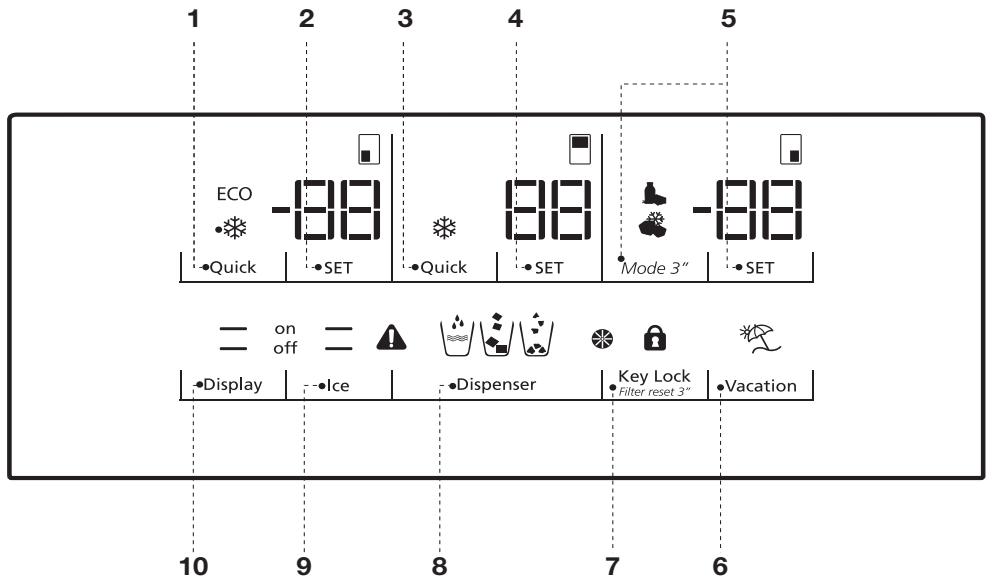 1 2 3 4 5
ECO -88 88 -88
Quick SET Quick SET Mode 3" SET
on
off
Display Ice Dispenser Key Lock Vacation
Filter reset 3"
10 9 8 7 6